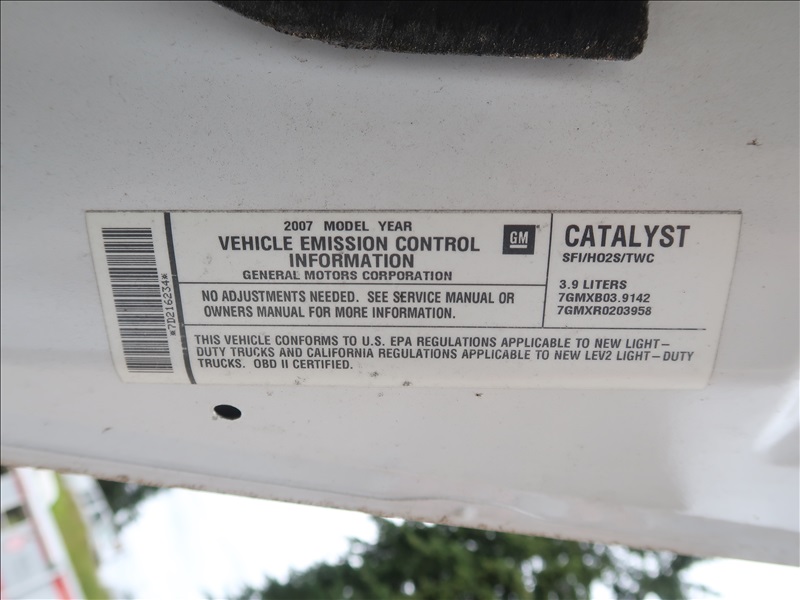 *7D216234*
2007 MODEL YEAR
VEHICLE EMISSION CONTROL
INFORMATION
GENERAL MOTORS CORPORATION
GM
NO ADJUSTMENTS NEEDED. SEE SERVICE MANUAL OR
OWNERS MANUAL FOR MORE INFORMATION.
CATALYST
SFI/HO2S/TWC
3.9 LITERS
7GMXB03.9142
7GMXR0203958
THIS VEHICLE CONFORMS TO U.S. EPA REGULATIONS APPLICABLE TO NEW LIGHT-
DUTY TRUCKS AND CALIFORNIA REGULATIONS APPLICABLE TO NEW LEV2 LIGHT-DUTY
TRUCKS. OBD II CERTIFIED.